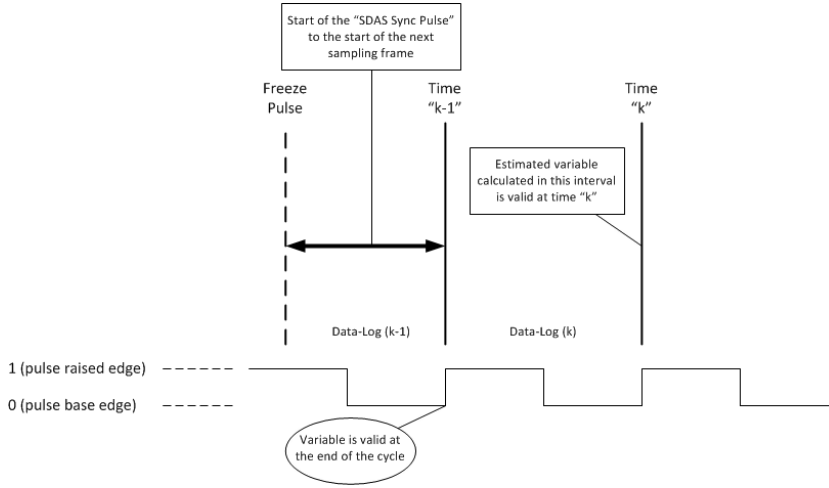 Start of the “SDAS Sync Pulse”
to the start of the next
sampling frame
Freeze
Pulse
Time
“k-1”
Time
“k”
Estimated variable
calculated in this interval
is valid at time “k”
Data-Log (k-1)
Data-Log (k)
1 (pulse raised edge)
0 (pulse base edge)
Variable is valid at
the end of the cycle